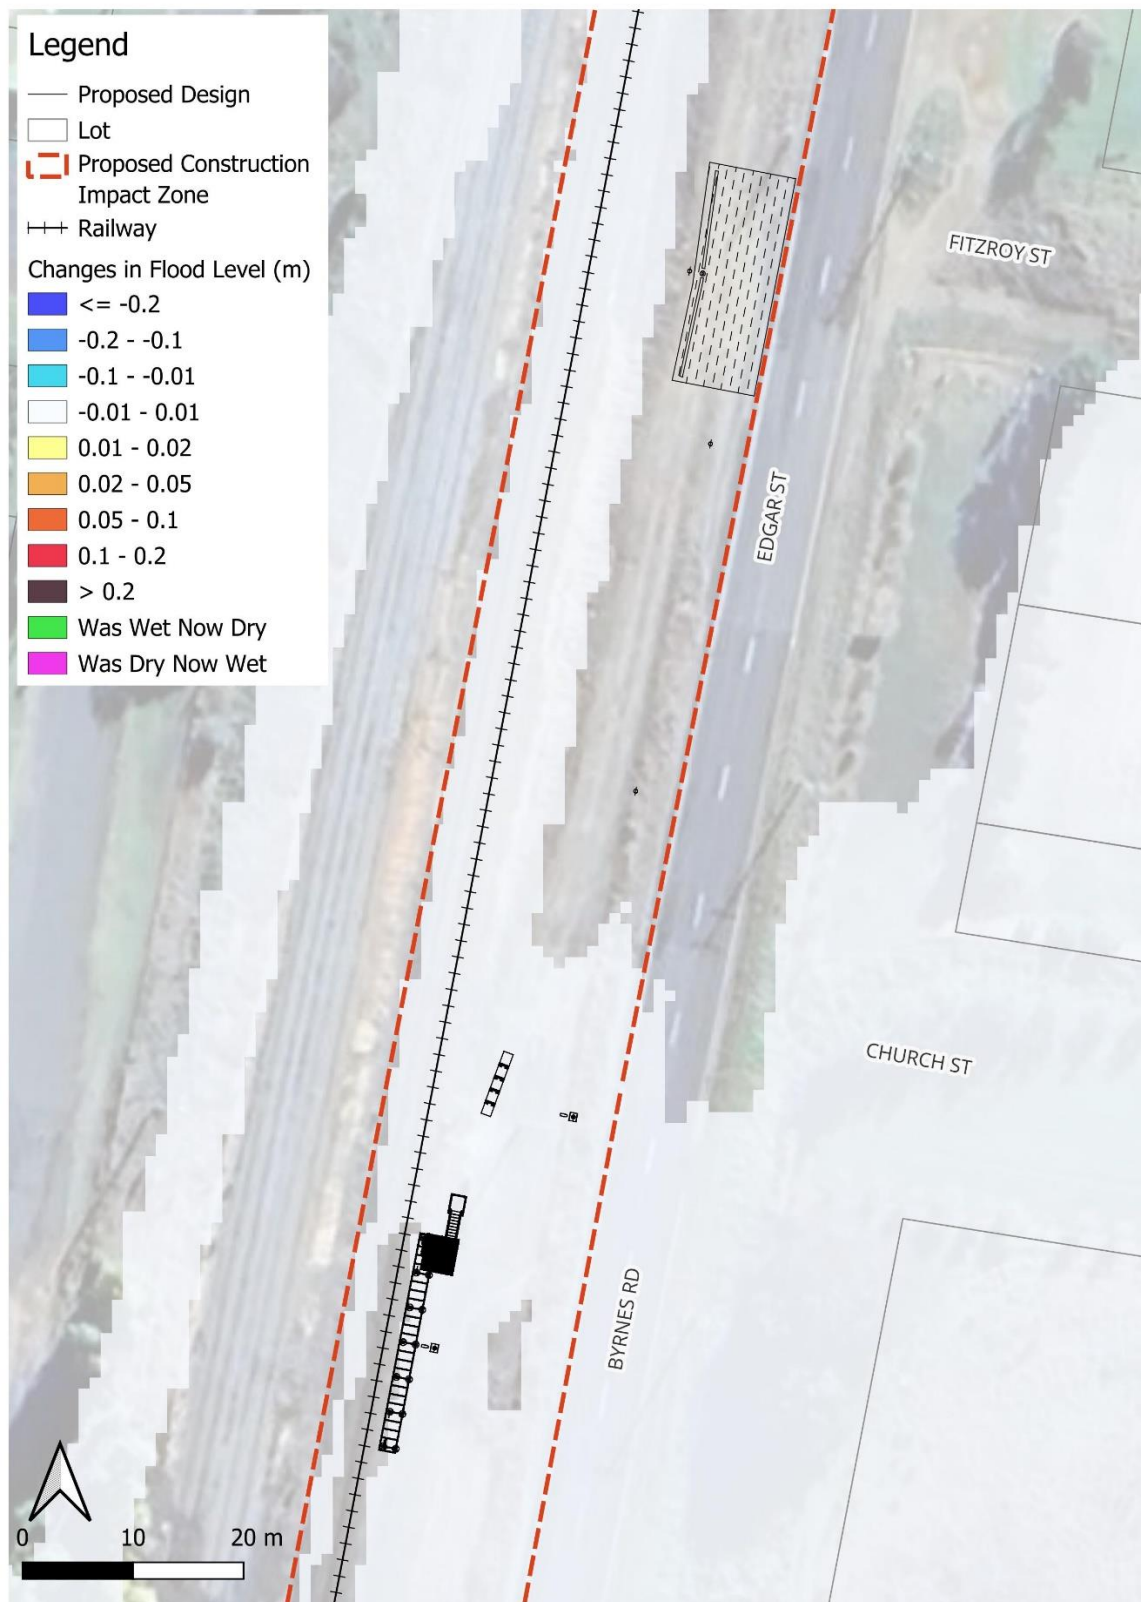 Legend
Proposed Design
Lot
Proposed Construction
Impact Zone
Railway
Changes in Flood Level (m)
<= -0.2
-0.2 - -0.1
-0.1 - -0.01
-0.01 - 0.01
0.01 - 0.02
0.02 - 0.05
0.05 - 0.1
0.1 - 0.2
> 0.2
Was Wet Now Dry
Was Dry Now Wet
FITZROY ST
EDGAR ST
CHURCH ST
BYRNES RD
0 10 20 m